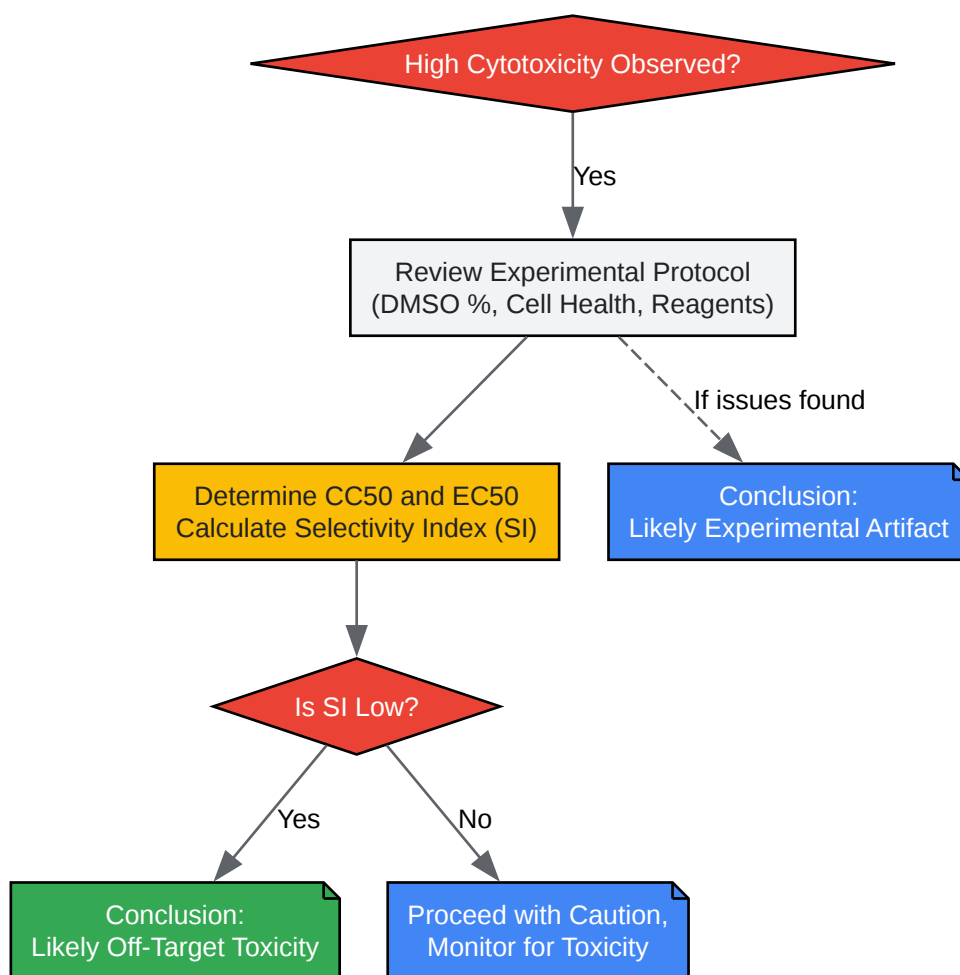 High Cytotoxicity Observed?
Yes
Review Experimental Protocol
(DMSO %, Cell Health, Reagents)
If issues found
Determine CC50 and EC50
Calculate Selectivity Index (SI)
Conclusion:
Likely Experimental Artifact
Is SI Low?
Yes
No
Conclusion:
Likely Off-Target Toxicity
Proceed with Caution,
Monitor for Toxicity